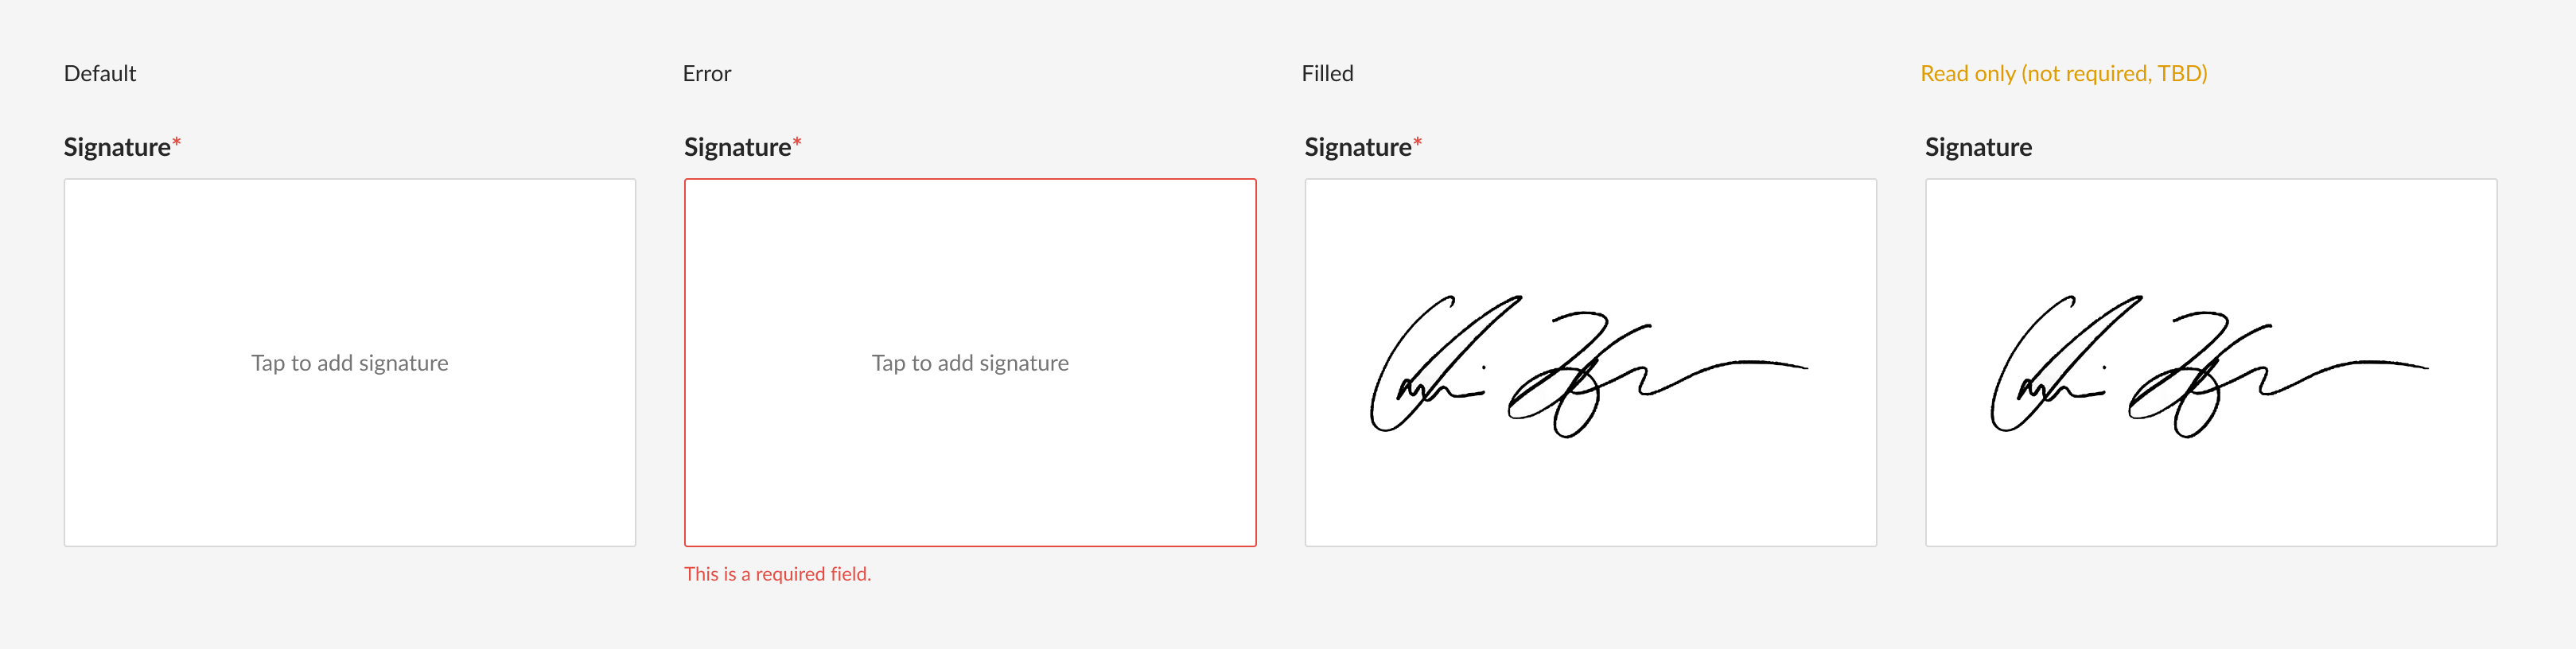 Default
Error
Filled
Read only (not required, TBD)
Signature*
Signature*
Signature*
Signature
Tap to add signature
Tap to add signature
This is a required field.